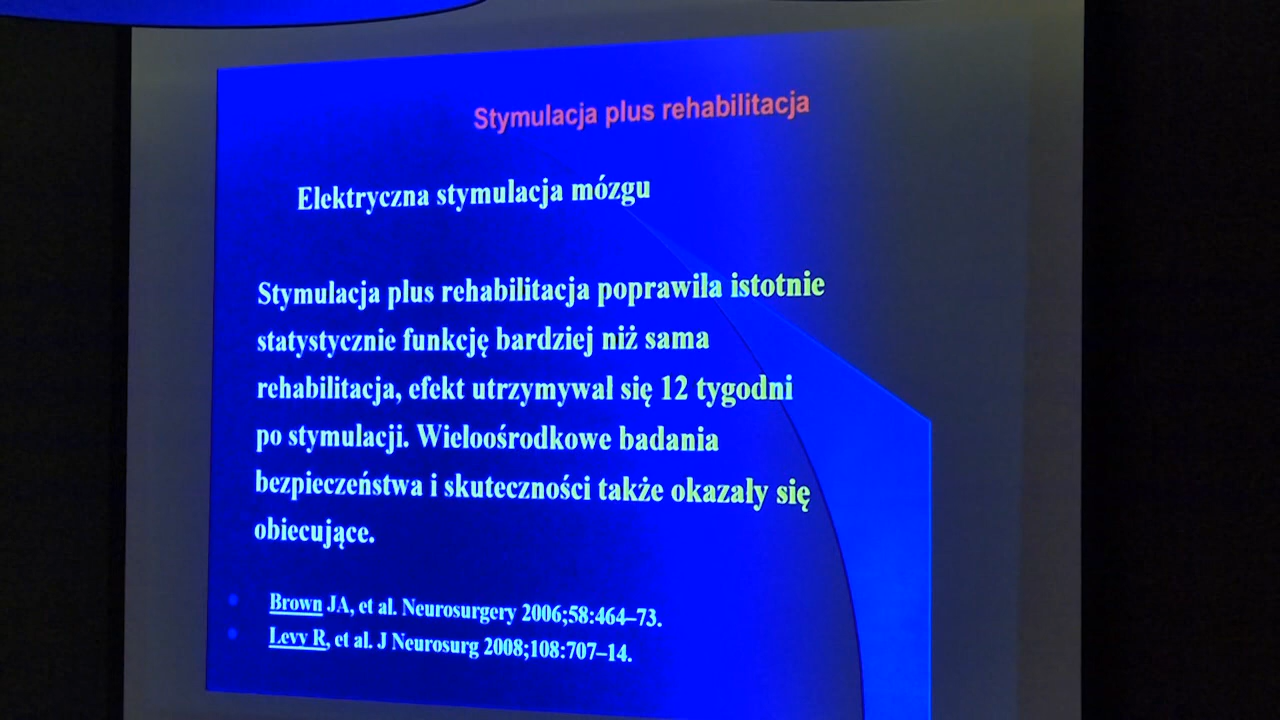 Stymulacja plus rehabilitacja
Elektryczna stymulacja mózgu
Stymulacja plus rehabilitacja poprawiła istotnie
statystycznie funkcję bardziej niż sama
rehabilitacja, efekt utrzymywał się 12 tygodni
po stymulacji. Wieloośrodkowe badania
bezpieczeństwa i skuteczności także okazały się
obiecujące.
Brown JA, et al. Neurosurgery 2006;58:464–73.
Levy R, et al. J Neurosurg 2008;108:707–14.